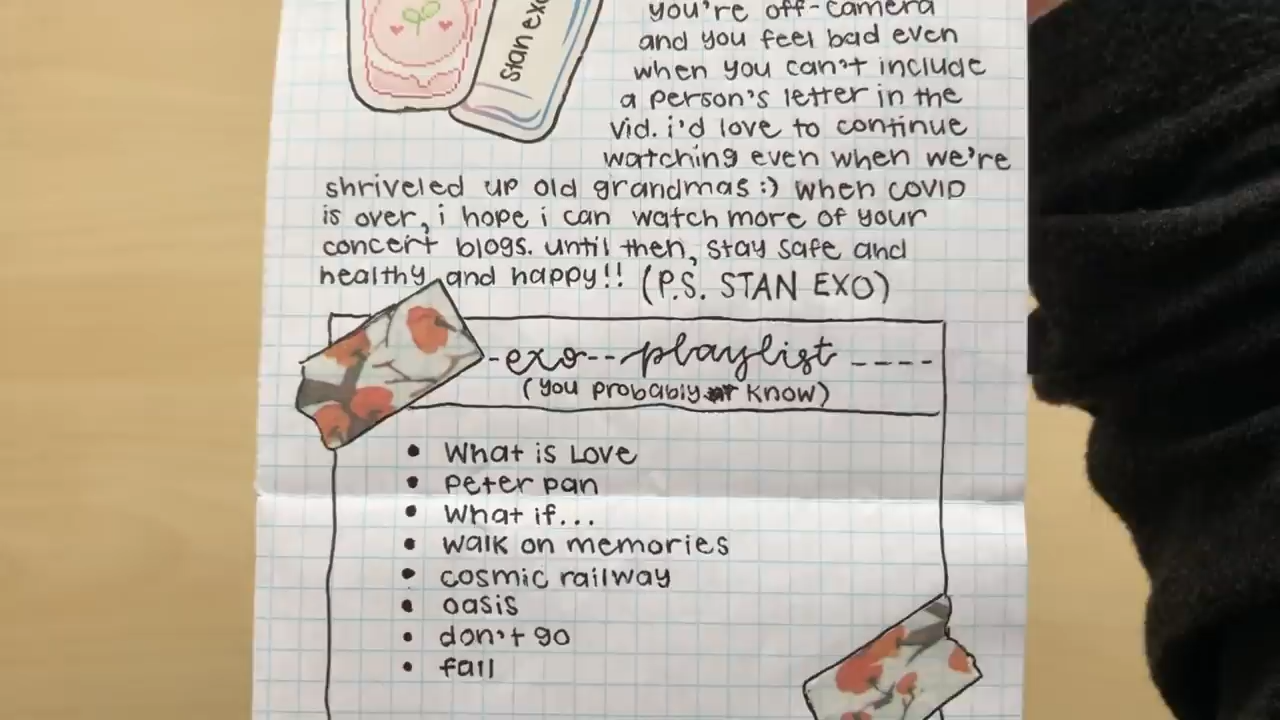 Stan exo
you're off-camera
and you feel bad even
when you can't include
a person's letter in the
vid. i'd love to continue
watching even when we're
shriveled up old grandmas :) when COVID
is over, i hope i can watch more of your
concert blogs. until then, stay safe and
healthy and happy!! (P.S. STAN EXO)
-exo--playlist----
(you probably know)
• What is Love
• peter pan
• What if...
• walk on memories
• cosmic railway
• oasis
• don't go
• fall